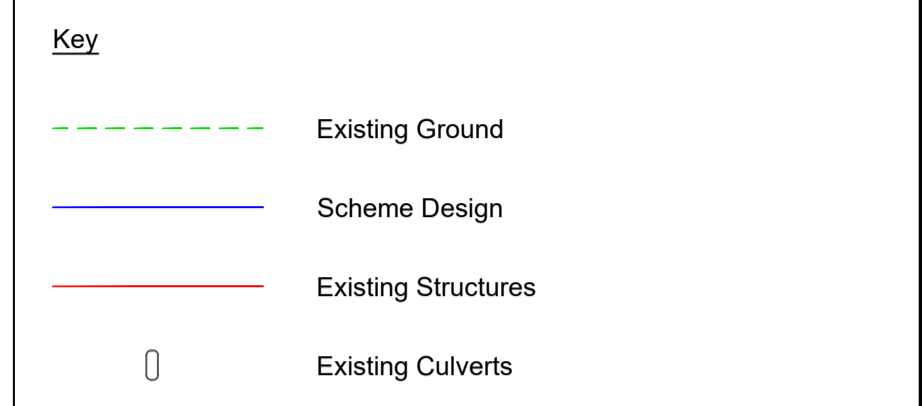 Key
Existing Ground
Scheme Design
Existing Structures
Existing Culverts